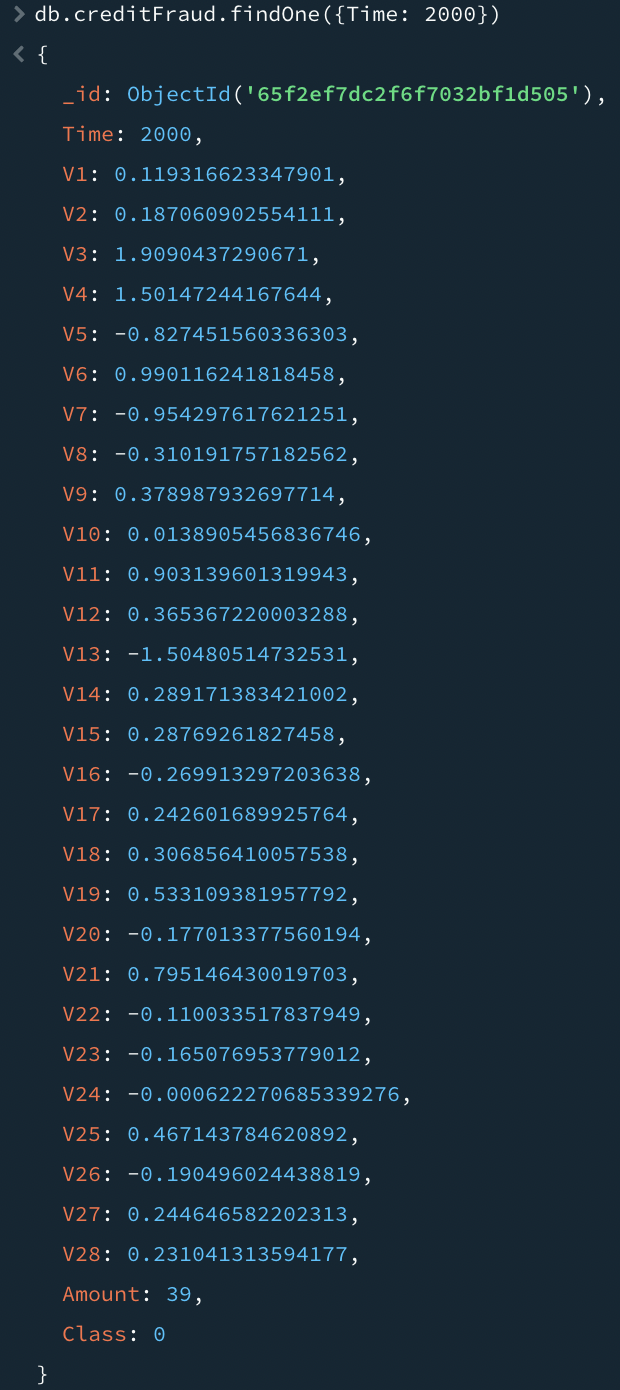 > db.creditFraud.findOne({Time: 2000})
< {
_id: ObjectId('65f2ef7dc2f6f7032bf1d505'),
Time: 2000,
V1: 0.119316623347901,
V2: 0.187060902554111,
V3: 1.9090437290671,
V4: 1.50147244167644,
V5: -0.827451560336303,
V6: 0.990116241818458,
V7: -0.954297617621251,
V8: -0.310191757182562,
V9: 0.378987932697714,
V10: 0.0138905456836746,
V11: 0.903139601319943,
V12: 0.365367220003288,
V13: -1.50480514732531,
V14: 0.289171383421002,
V15: 0.28769261827458,
V16: -0.269913297203638,
V17: 0.242601689925764,
V18: 0.306856410057538,
V19: 0.533109381957792,
V20: -0.177013377560194,
V21: 0.795146430019703,
V22: -0.110033517837949,
V23: -0.165076953779012,
V24: -0.000622270685339276,
V25: 0.467143784620892,
V26: -0.190496024438819,
V27: 0.244646582202313,
V28: 0.231041313594177,
Amount: 39,
Class: 0
}